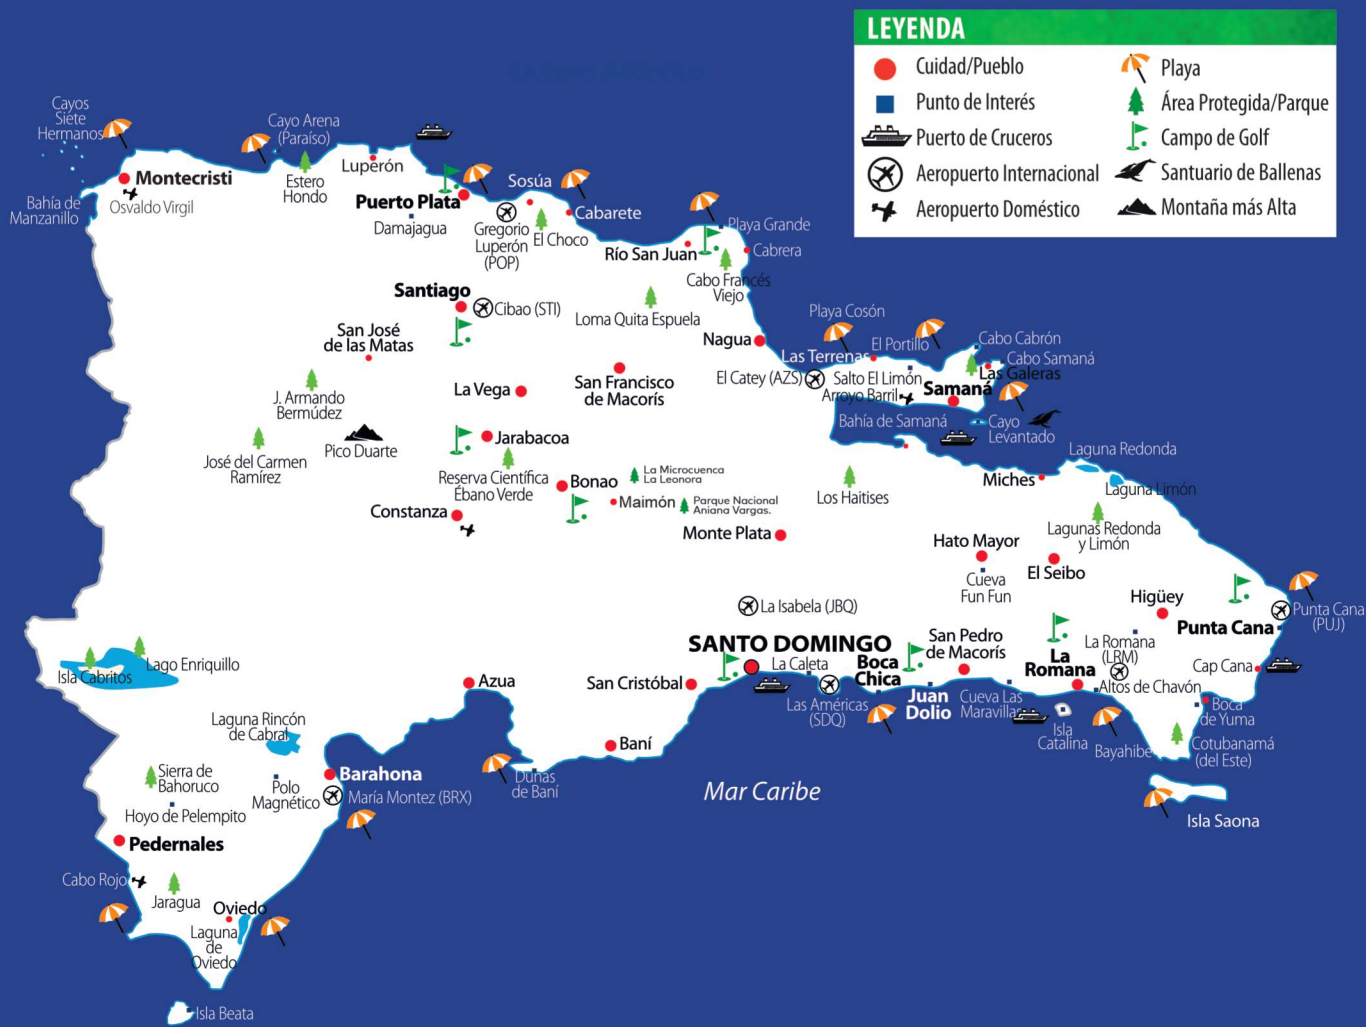 LEYENDA
Cuidad/Pueblo
Punto de Interés
Puerto de Cruceros
Aeropuerto Internacional
Aeropuerto Doméstico
Playa
Área Protegida/Parque
Campo de Golf
Santuario de Ballenas
Montaña más Alta
Cayos
Siete
Hermanos
Cayo Arena
(Paraíso)
Luperón
Montecristi
Osvaldo Virgil
Bahía de
Manzanillo
Estero
Hondo
Puerto Plata
Damajagua
Sosúa
Gregorio
Luperón
(POP)
El Choco
Cabarete
Playa Grande
Río San Juan
Cabrera
Cabo Francés
Viejo
Santiago
Cibao (STI)
Loma Quita Espuela
San José
de las Matas
Nagua
Playa Cosón
El Portillo
Las Terrenas
Cabo Cabrón
Cabo Samaná
Las Galeras
El Catey (AZS)
Salto El Limón
Arroyo Barril
Samaná
Bahía de Samaná
Cayo
Levantado
J. Armando
Bermúdez
La Vega
San Francisco
de Macorís
Pico Duarte
José del Carmen
Ramírez
Jarabacoa
Reserva Científica
Ébano Verde
Bonao
La Microcuenca
La Leonora
Maimón
Parque Nacional
Aniana Vargas.
Constanza
Los Haitises
Laguna Redonda
Miches
Laguna Limón
Lagunas Redonda
y Limón
Monte Plata
Hato Mayor
Cueva
Fun Fun
El Seibo
Higüey
La Isabela (JBQ)
Punta Cana
Punta Cana
(PUJ)
SANTO DOMINGO
La Caleta
Boca
Chica
San Pedro
de Macorís
La
Romana
La Romana
(LRM)
Cap Cana
Altos de Chavón
Boca
de Yuma
Las Américas
(SDQ)
Juan
Dolio
Cueva Las
Maravillas
Isla
Catalina
Bayahibe
Cotubanamá
(del Este)
Isla Saona
Lago Enriquillo
Isla Cabritos
Azua
San Cristóbal
Laguna Rincón
de Cabral
Baní
Dunas
de Baní
Mar Caribe
Sierra de
Bahoruco
Polo
Magnético
Barahona
María Montez (BRX)
Hoyo de Pelempito
Pedernales
Cabo Rojo
Jaragua
Oviedo
Laguna
de
Oviedo
Isla Beata